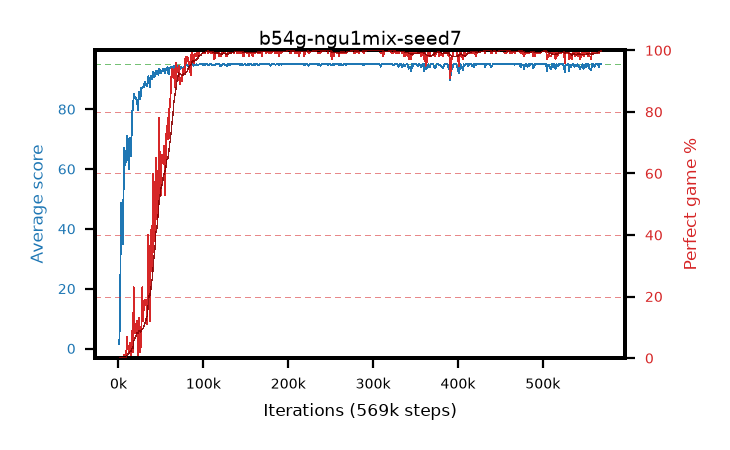 b54g-ngu1mix-seed7
100
80
80
60
60
40
40
20
20
0
0
Average score
Perfect game %
0k 100k 200k 300k 400k 500k
Iterations (569k steps)